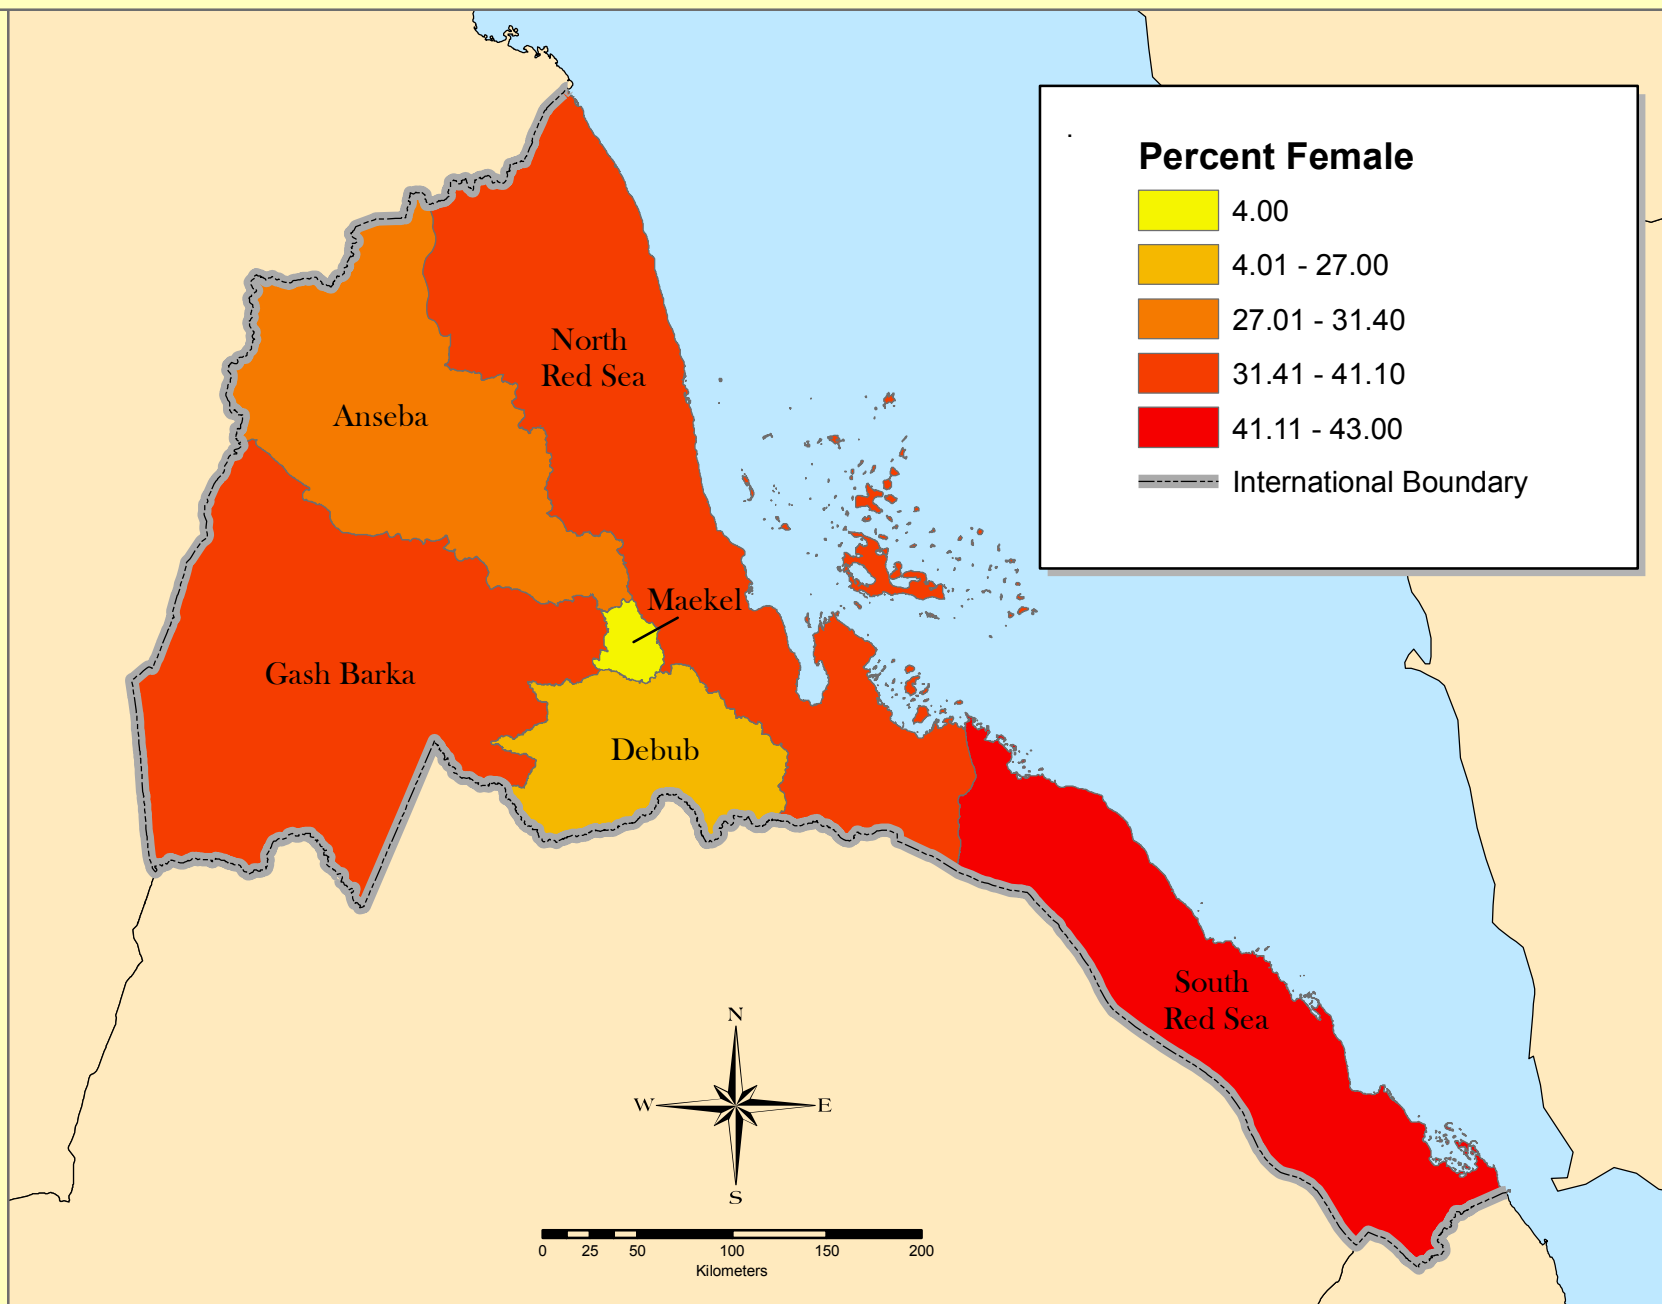 Percent Female
4.00
4.01 - 27.00
27.01 - 31.40
31.41 - 41.10
41.11 - 43.00
International Boundary
North
Red Sea
Anseba
Maekel
Gash Barka
Debub
South
Red Sea
N
W E
S
0 25 50 100 150 200
Kilometers